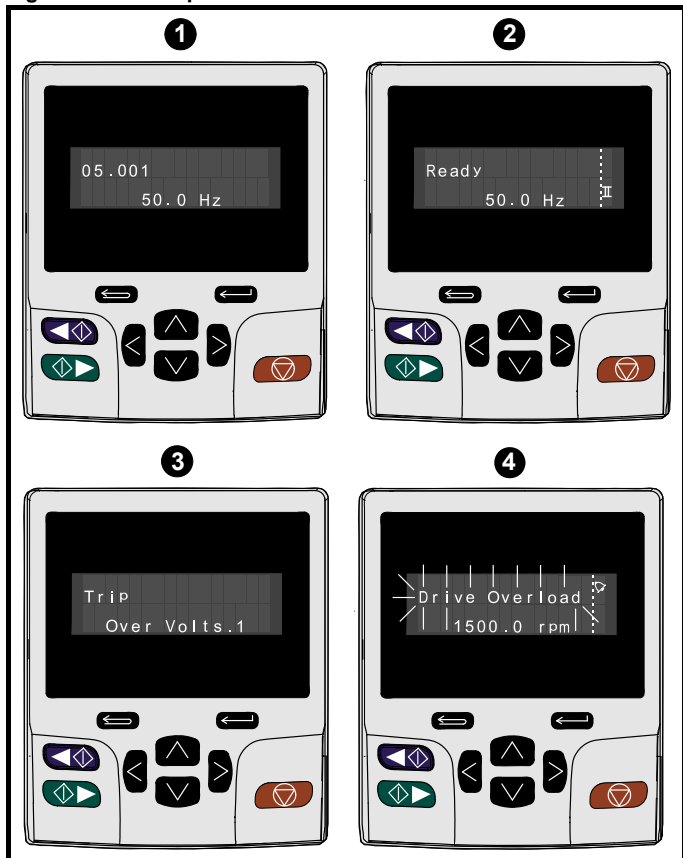 1
2
05.001
50.0 Hz
Ready
50.0 Hz
3
4
Trip
Over Volts.1
Drive Overload
1500.0 rpm